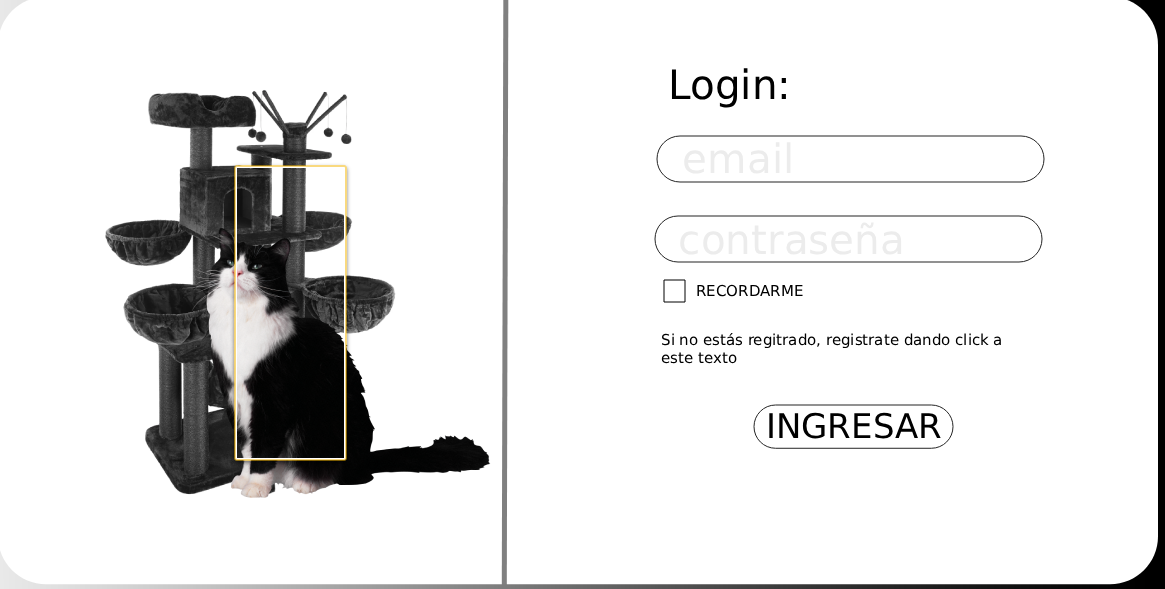 Login:
email
contraseña
RECORDARME
Si no estás regitrado, registrate dando click a
este texto
INGRESAR